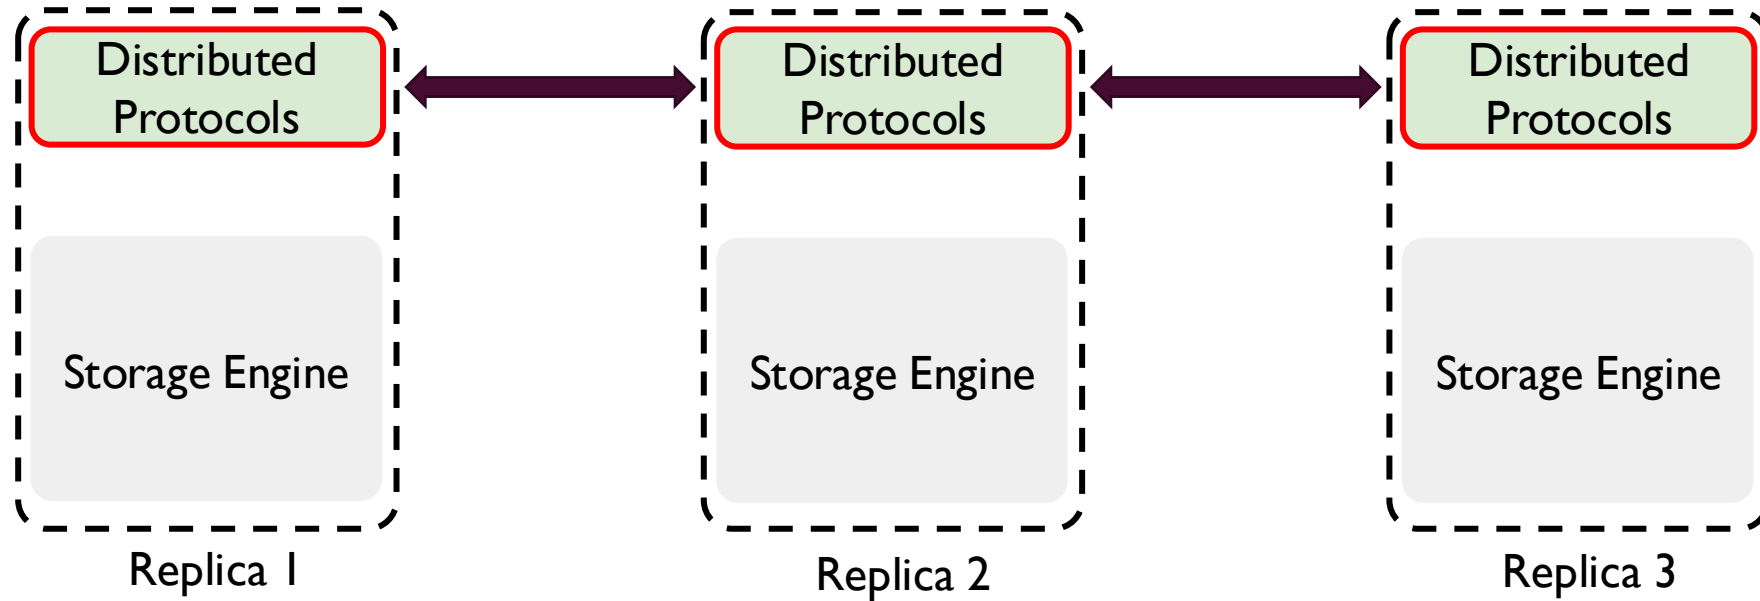 Distributed
Protocols
Distributed
Protocols
Distributed
Protocols
Storage Engine
Storage Engine
Storage Engine
Replica 1
Replica 2
Replica 3